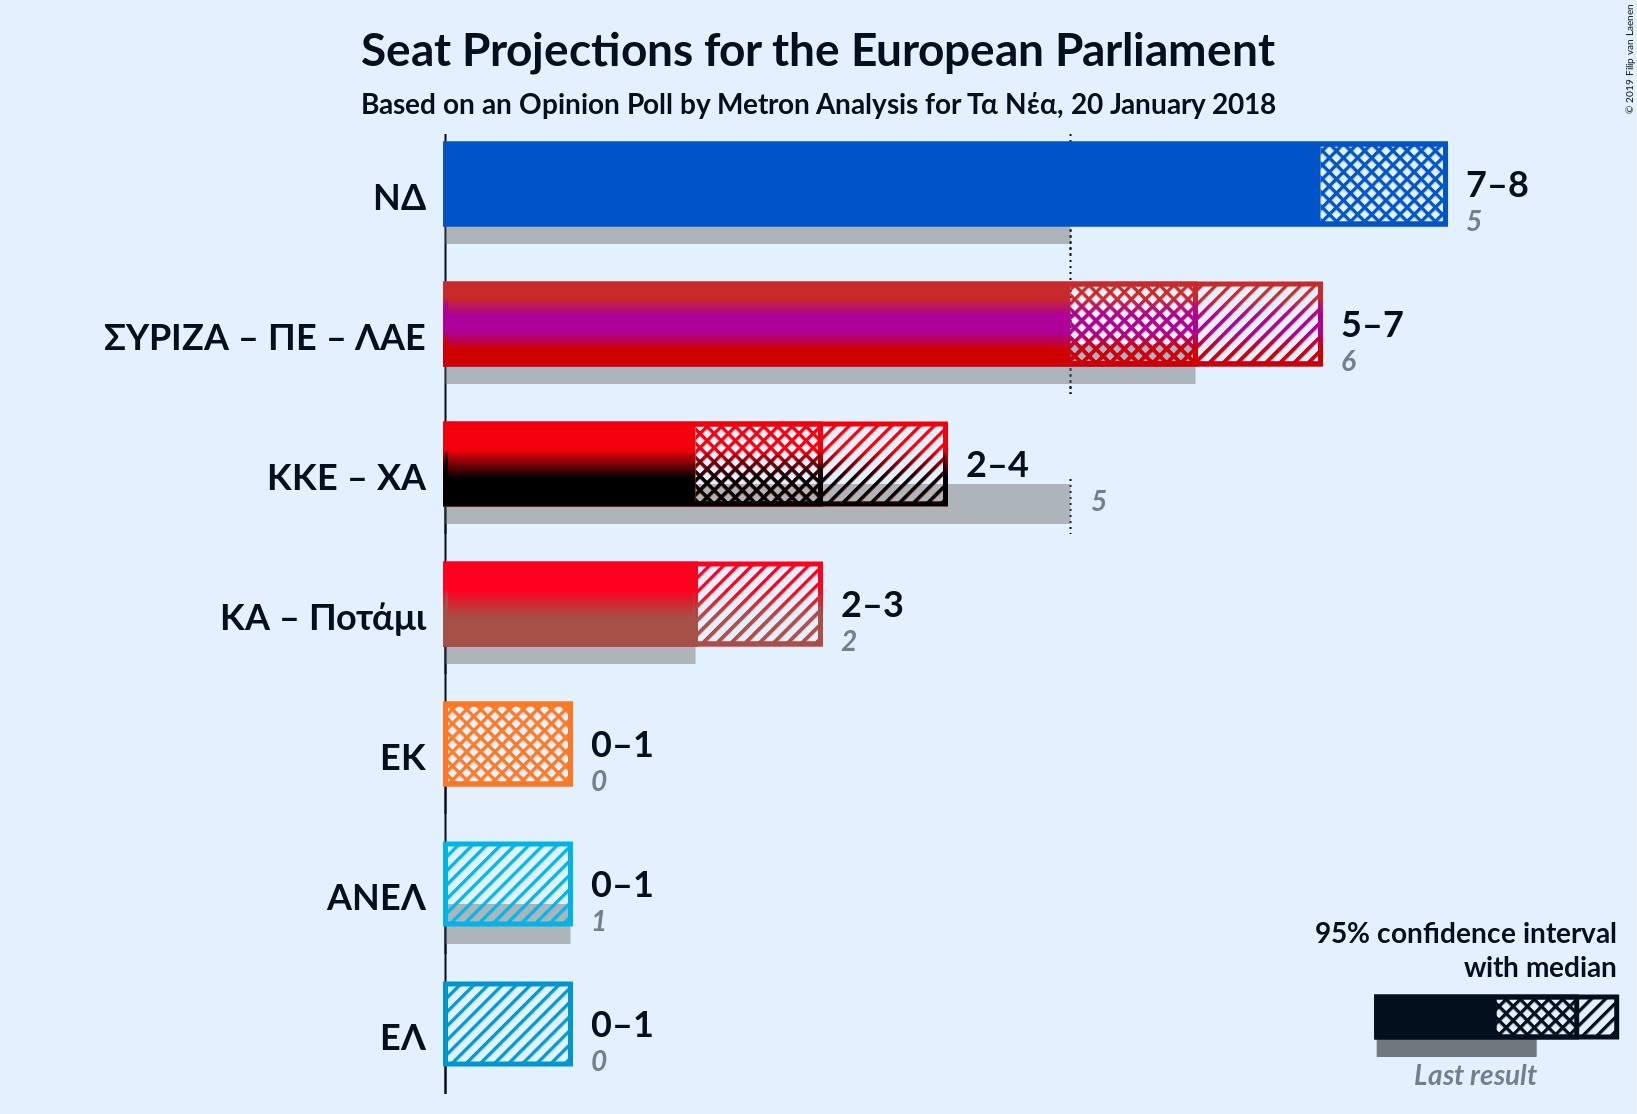 Seat Projections for the European Parliament
Based on an Opinion Poll by Metron Analysis for Τα Νέα, 20 January 2018
© 2019 Filip van Laenen
ΝΔ
7–8
5
ΣΥΡΙΖΑ – ΠΕ – ΛΑΕ
5–7
6
ΚΚΕ – ΧΑ
2–4
5
ΚΑ – Ποτάμι
2–3
2
ΕΚ
0–1
0
ΑΝΕΛ
0–1
1
ΕΛ
0–1
0
95% confidence interval
with median
Last result